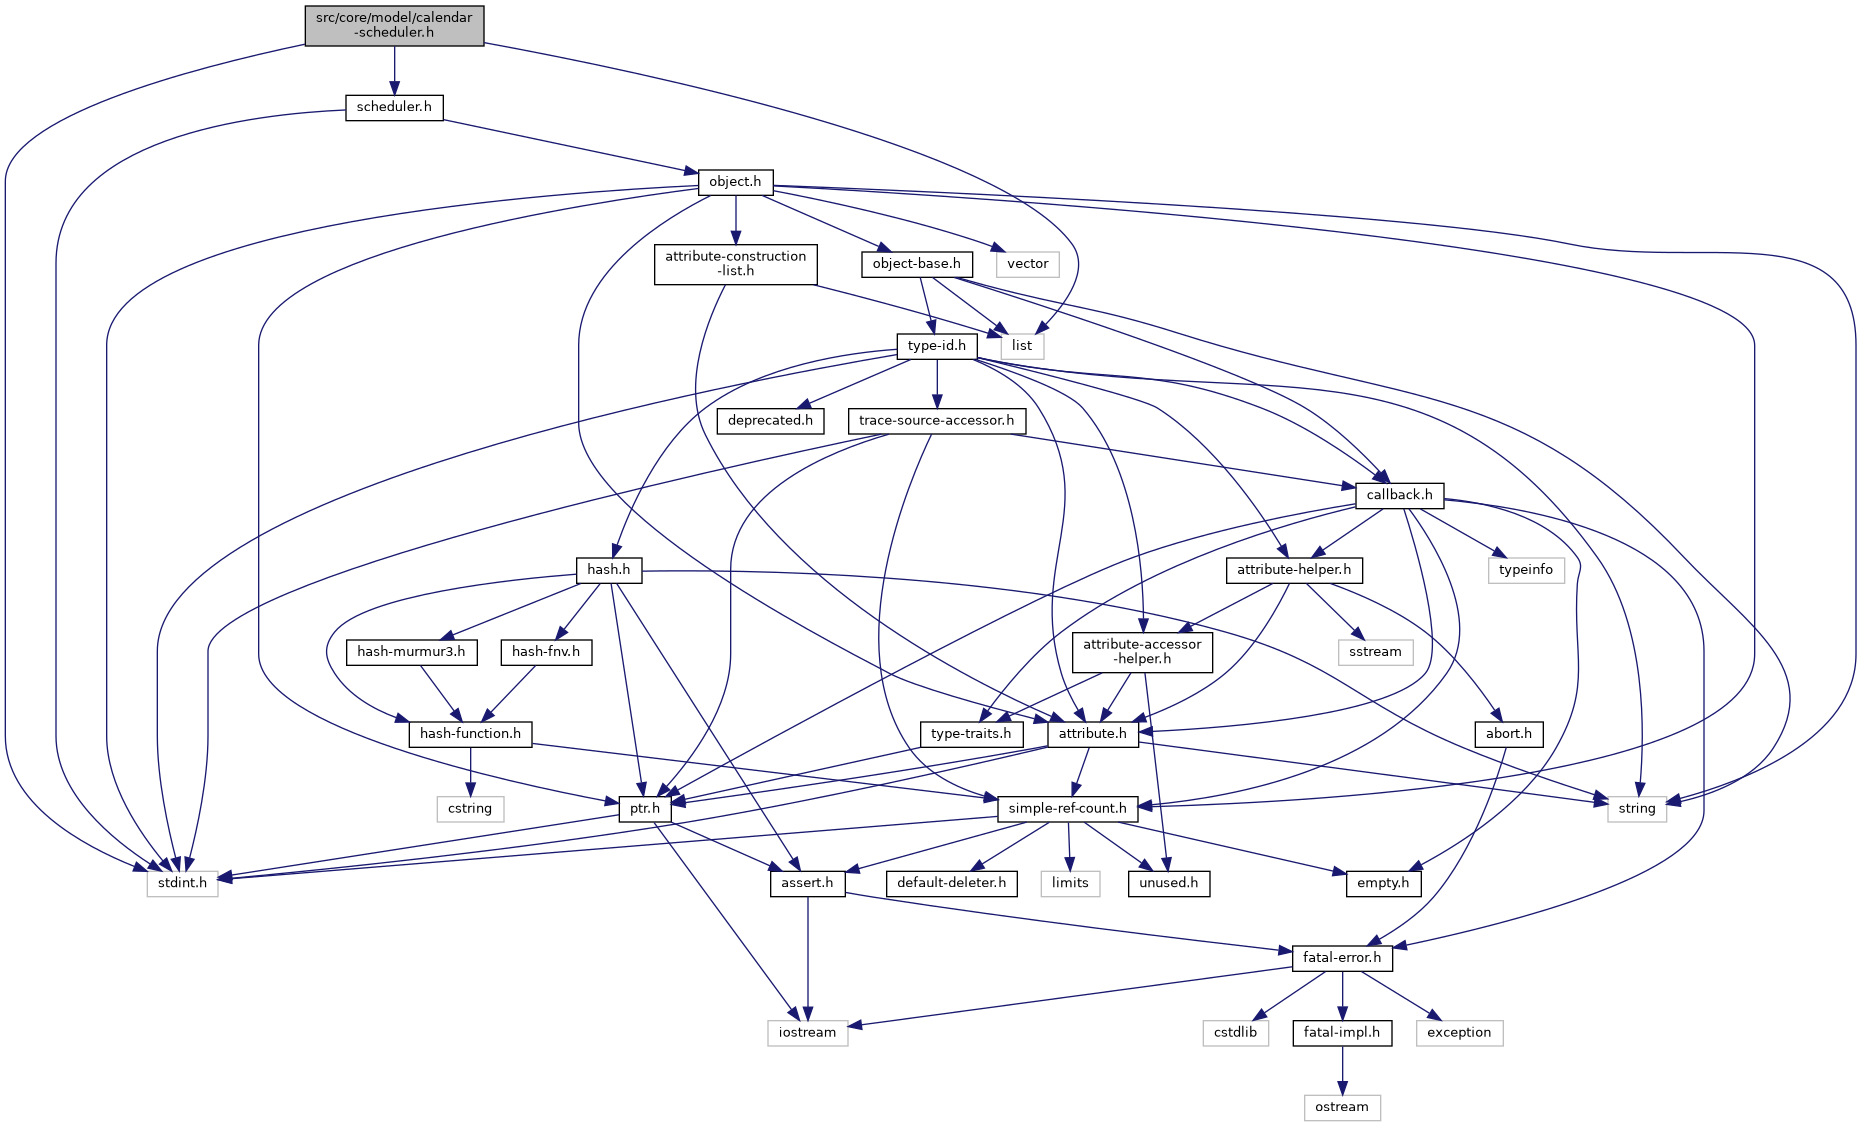 src/core/model/calendar
-scheduler.h
scheduler.h
object.h
attribute-construction
-list.h
object-base.h
vector
type-id.h
list
deprecated.h
trace-source-accessor.h
callback.h
hash.h
attribute-helper.h
typeinfo
hash-murmur3.h
hash-fnv.h
attribute-accessor
-helper.h
sstream
hash-function.h
type-traits.h
attribute.h
abort.h
cstring
ptr.h
simple-ref-count.h
string
stdint.h
assert.h
default-deleter.h
limits
unused.h
empty.h
fatal-error.h
iostream
cstdlib
fatal-impl.h
exception
ostream